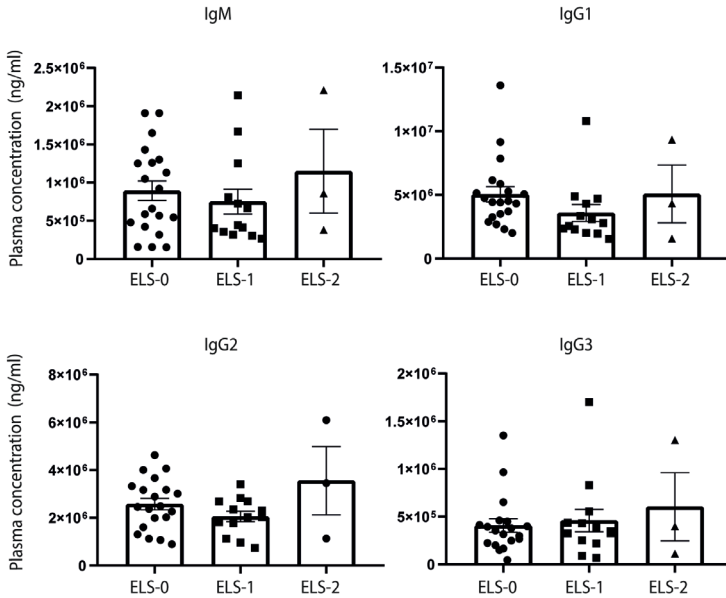 IgM
IgG1
Plasma concentration (ng/ml)
2.5×10⁶
2×10⁶
1.5×10⁶
1×10⁶
5×10⁵
0
ELS-0 ELS-1 ELS-2
1.5×10⁷
1×10⁷
5×10⁶
0
ELS-0 ELS-1 ELS-2
IgG2
IgG3
Plasma concentration (ng/ml)
8×10⁶
6×10⁶
4×10⁶
2×10⁶
0
ELS-0 ELS-1 ELS-2
2×10⁶
1.5×10⁶
1×10⁶
5×10⁵
0
ELS-0 ELS-1 ELS-2